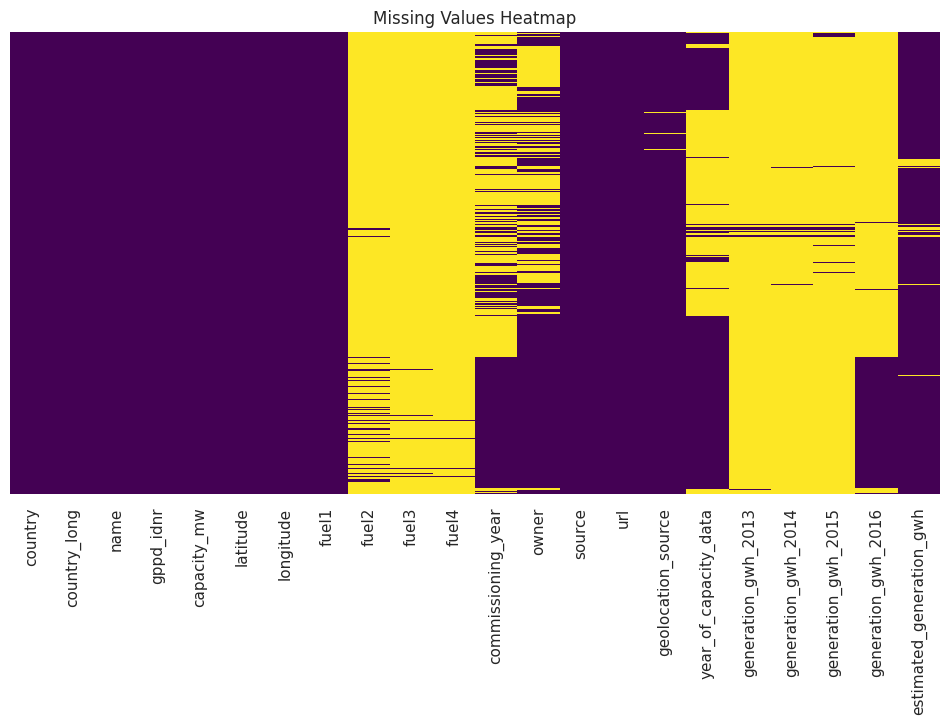 Missing Values Heatmap
country
country_long
name
gppd_idnr
capacity_mw
latitude
longitude
fuel1
fuel2
fuel3
fuel4
commissioning_year
owner
source
url
geolocation_source
year_of_capacity_data
generation_gwh_2013
generation_gwh_2014
generation_gwh_2015
generation_gwh_2016
estimated_generation_gwh